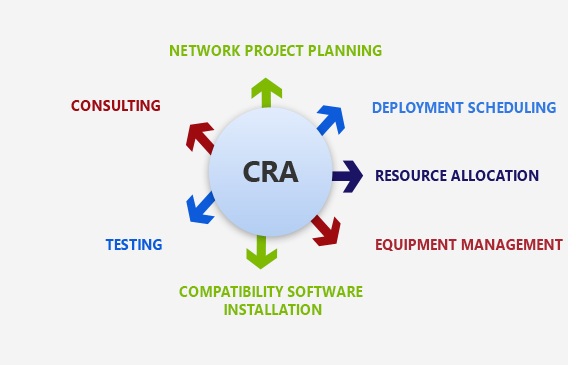 NETWORK PROJECT PLANNING
CONSULTING
DEPLOYMENT SCHEDULING
CRA
RESOURCE ALLOCATION
TESTING
EQUIPMENT MANAGEMENT
COMPATIBILITY SOFTWARE
INSTALLATION